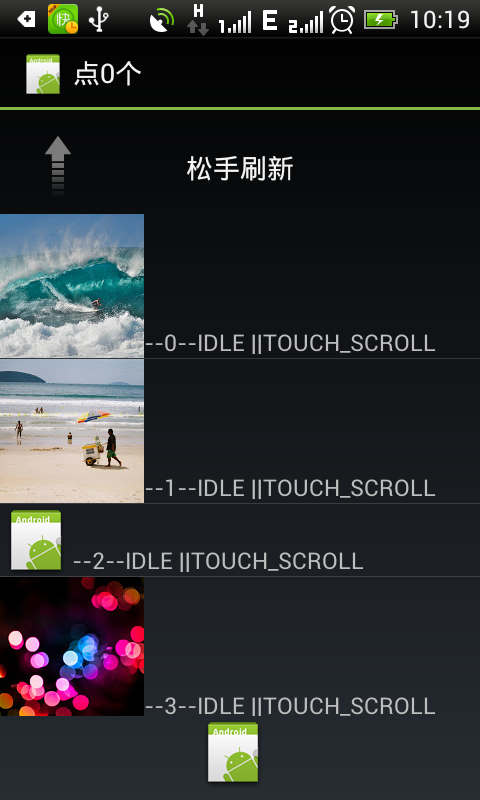 快 H 1 E 2 10:19
Android 点0个
松手刷新
--0--IDLE ||TOUCH_SCROLL
--1--IDLE ||TOUCH_SCROLL
Android
--2--IDLE ||TOUCH_SCROLL
--3--IDLE ||TOUCH_SCROLL
Android